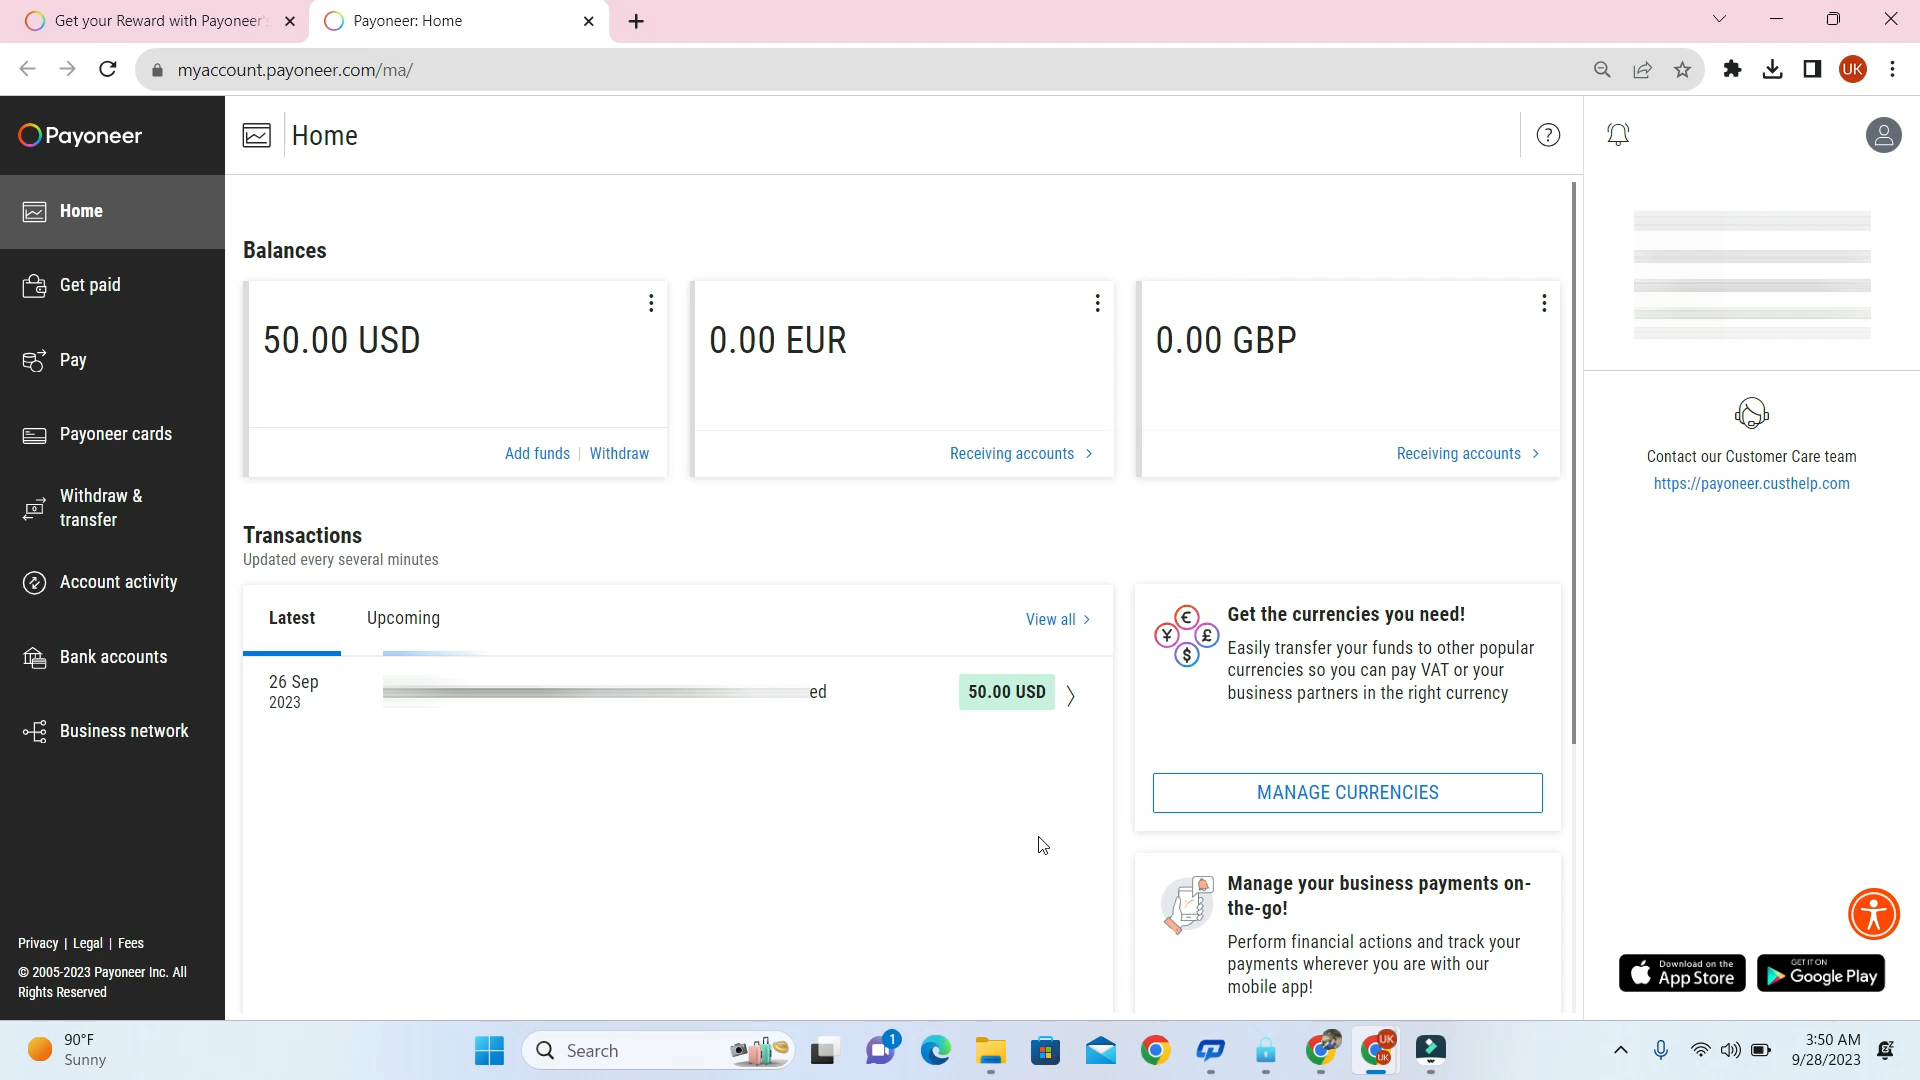 Get your Reward with Payoneer's
Payoneer: Home
myaccount.payoneer.com/ma/
UK
Payoneer
Home
Home
Get paid
Pay
Payoneer cards
Withdraw &
transfer
Account activity
Bank accounts
Business network
Privacy | Legal | Fees
© 2005-2023 Payoneer Inc. All
Rights Reserved
Balances
50.00 USD
Add funds | Withdraw
0.00 EUR
Receiving accounts >
0.00 GBP
Receiving accounts >
Transactions
Updated every several minutes
Latest
Upcoming
View all >
26 Sep
2023
ed
50.00 USD
Get the currencies you need!
Easily transfer your funds to other popular
currencies so you can pay VAT or your
business partners in the right currency
MANAGE CURRENCIES
Manage your business payments on-
the-go!
Perform financial actions and track your
payments wherever you are with our
mobile app!
Contact our Customer Care team
https://payoneer.custhelp.com
Download on the
App Store
GET IT ON
Google Play
90°F
Sunny
Search
1
UK
UK
3:50 AM
9/28/2023